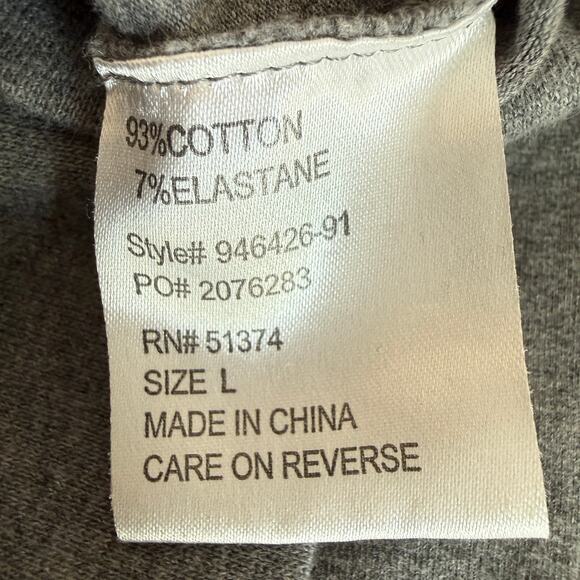 93%COTTON
7%ELASTANE
Style# 946426-91
PO# 2076283
RN# 51374
SIZE L
MADE IN CHINA
CARE ON REVERSE